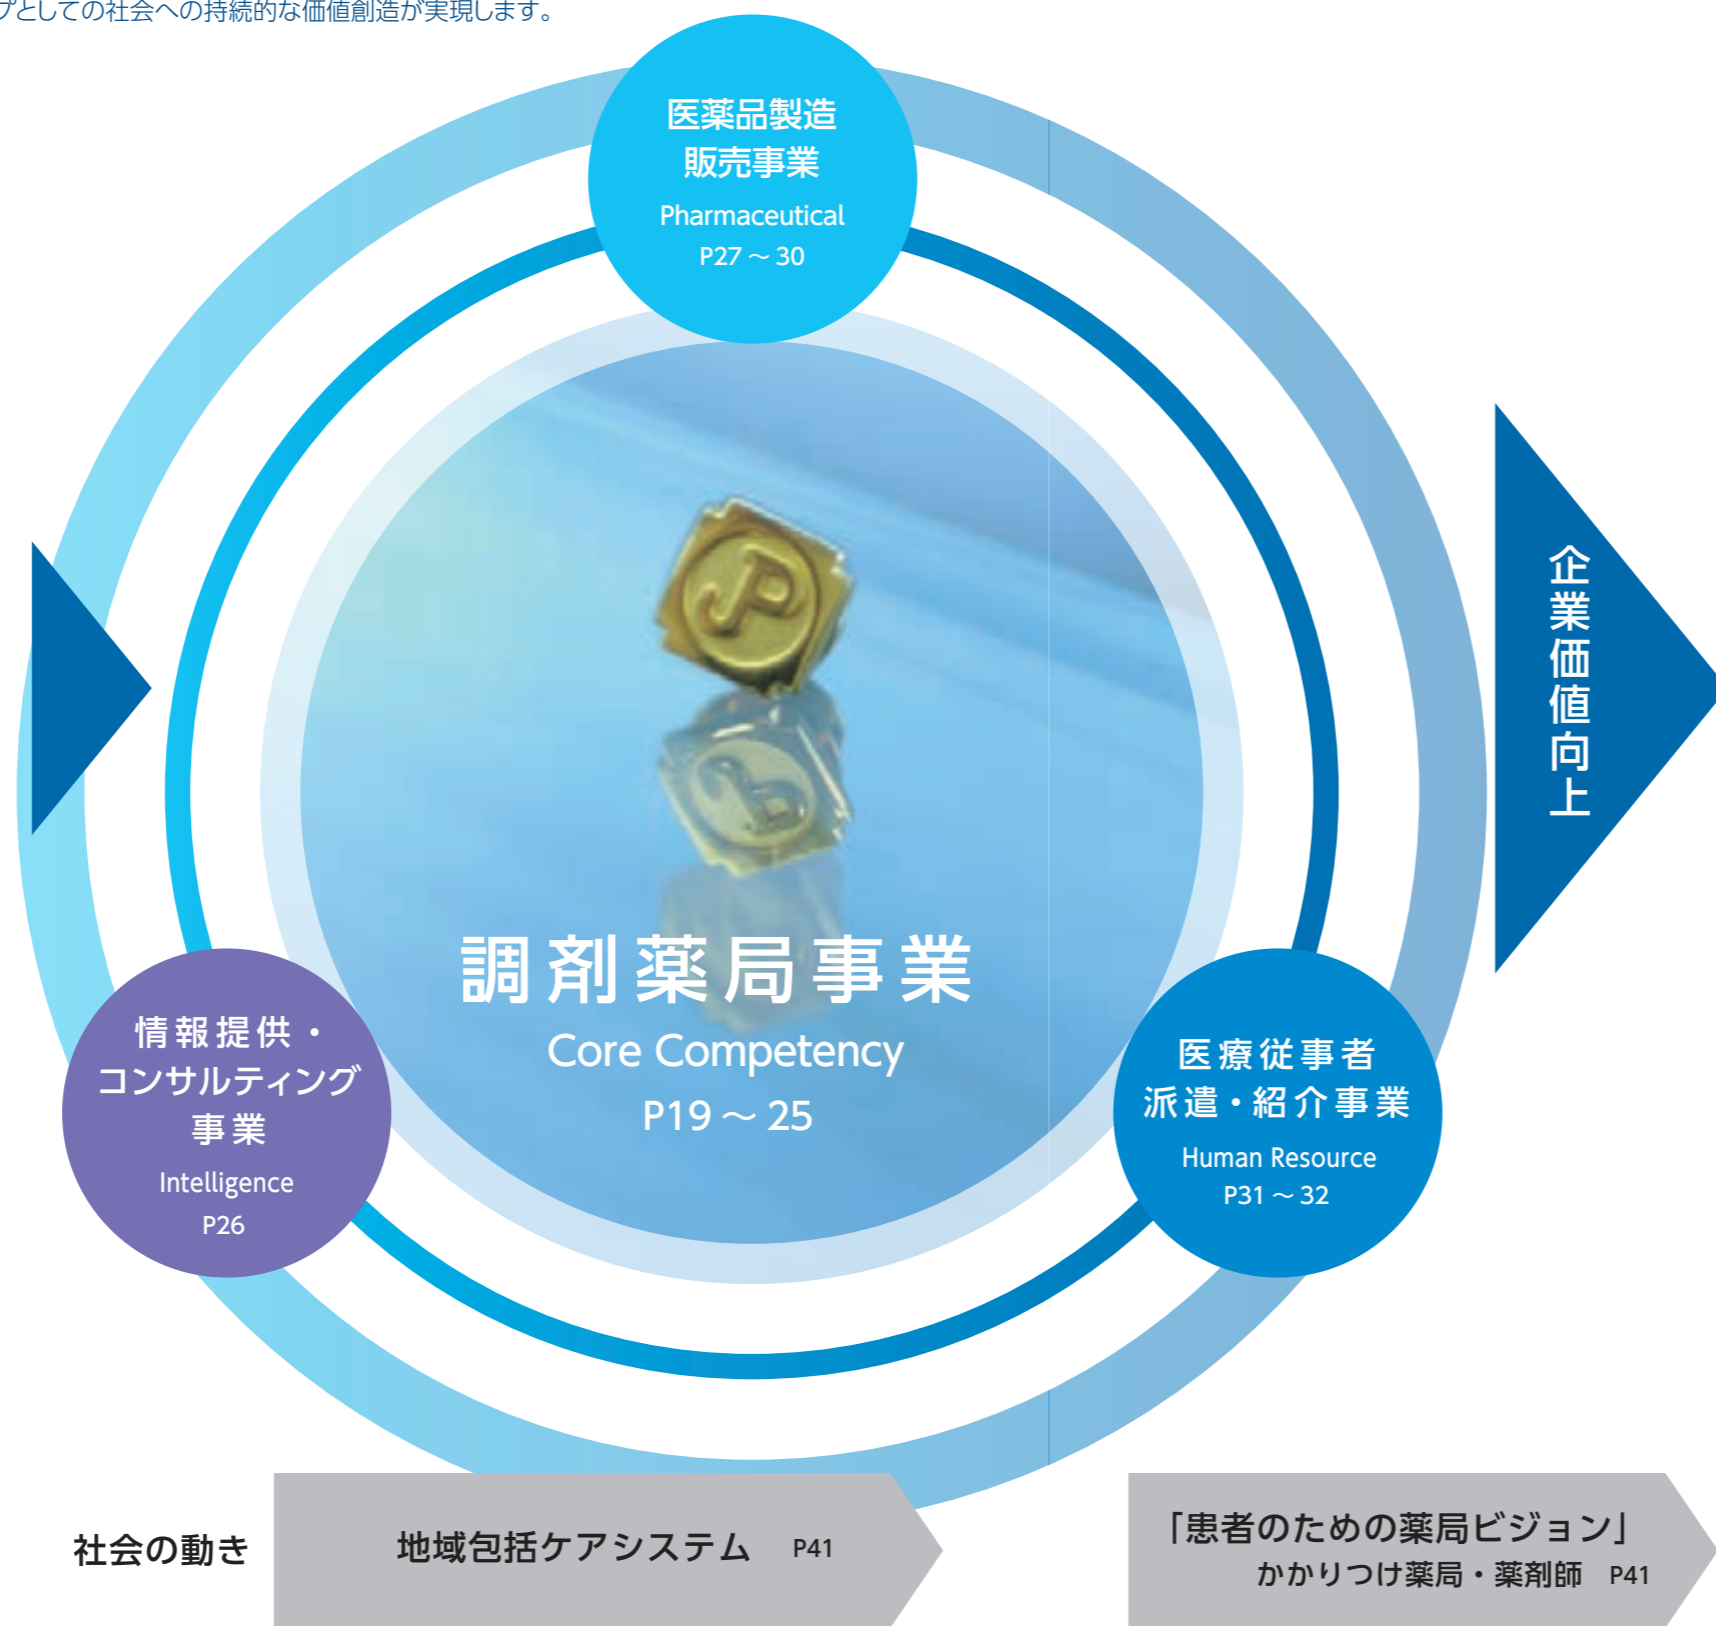 プとしての社会への持続的な価値創造が実現します。
医薬品製造
販売事業
Pharmaceutical
P27～30
企業価値向上
調剤薬局事業
Core Competency
P19～25
情報提供・
コンサルティング
事業
Intelligence
P26
医療従事者
派遣・紹介事業
Human Resource
P31～32
社会の動き
地域包括ケアシステム P41
「患者のための薬局ビジョン」
かかりつけ薬局・薬剤師 P41